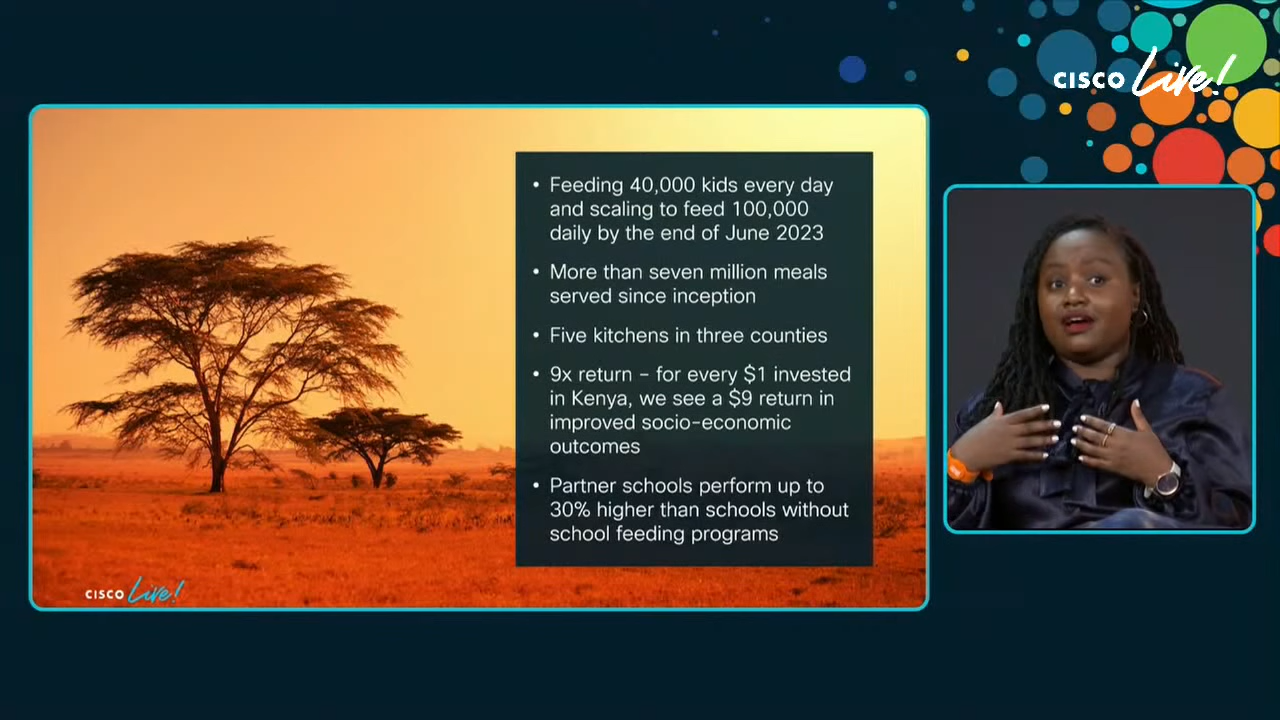 CISCO Live!
• Feeding 40,000 kids every day
and scaling to feed 100,000
daily by the end of June 2023
• More than seven million meals
served since inception
• Five kitchens in three counties
• 9x return – for every $1 invested
in Kenya, we see a $9 return in
improved socio-economic
outcomes
• Partner schools perform up to
30% higher than schools without
school feeding programs
CISCO Live!